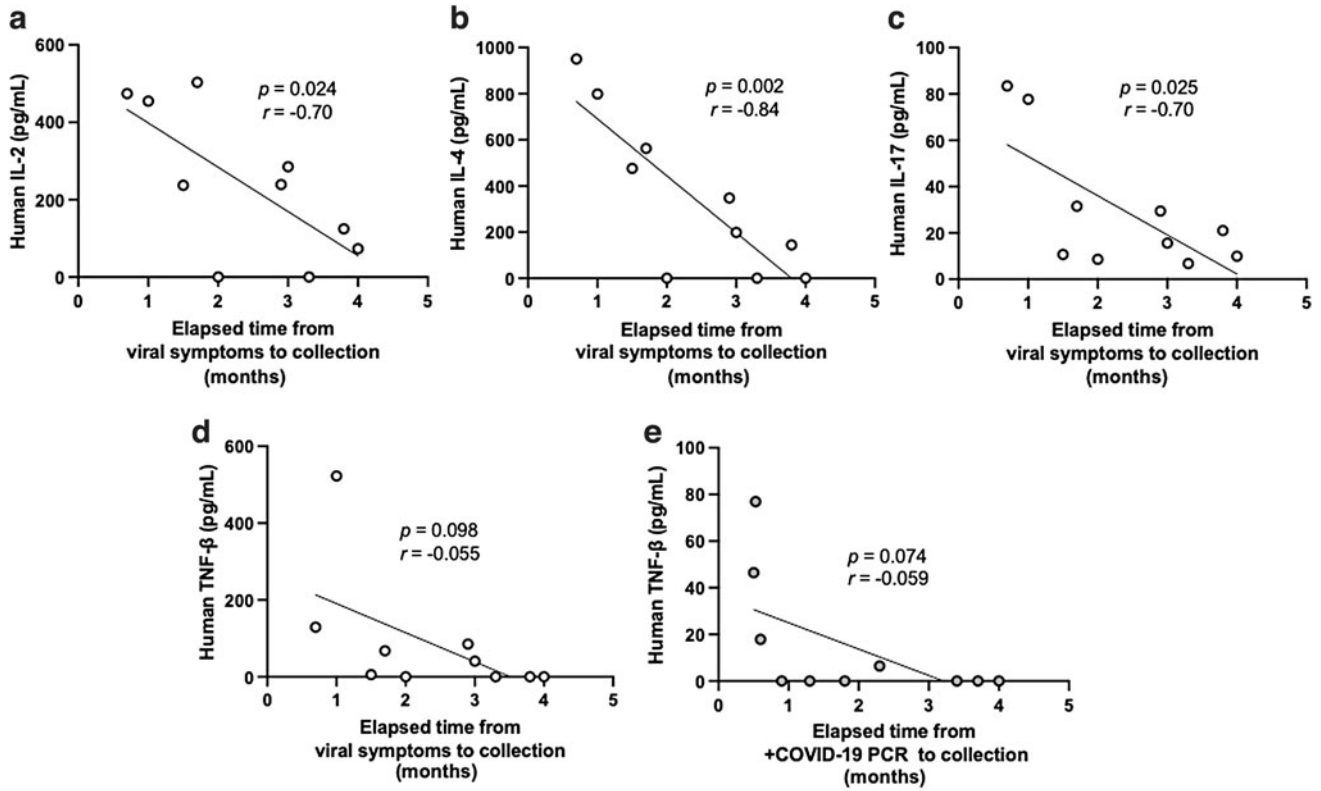 a
600
400
200
0
0 1 2 3 4 5
Human IL-2 (pg/mL)
p = 0.024
r = -0.70
Elapsed time from
viral symptoms to collection
(months)
b
1000
800
600
400
200
0
0 1 2 3 4 5
Human IL-4 (pg/mL)
p = 0.002
r = -0.84
Elapsed time from
viral symptoms to collection
(months)
c
100
80
60
40
20
0
0 1 2 3 4 5
Human IL-17 (pg/mL)
p = 0.025
r = -0.70
Elapsed time from
viral symptoms to collection
(months)
d
600
400
200
0
0 1 2 3 4 5
Human TNF-β (pg/mL)
p = 0.098
r = -0.055
Elapsed time from
viral symptoms to collection
(months)
e
100
80
60
40
20
0
0 1 2 3 4 5
Human TNF-β (pg/mL)
p = 0.074
r = -0.059
Elapsed time from
+COVID-19 PCR to collection
(months)